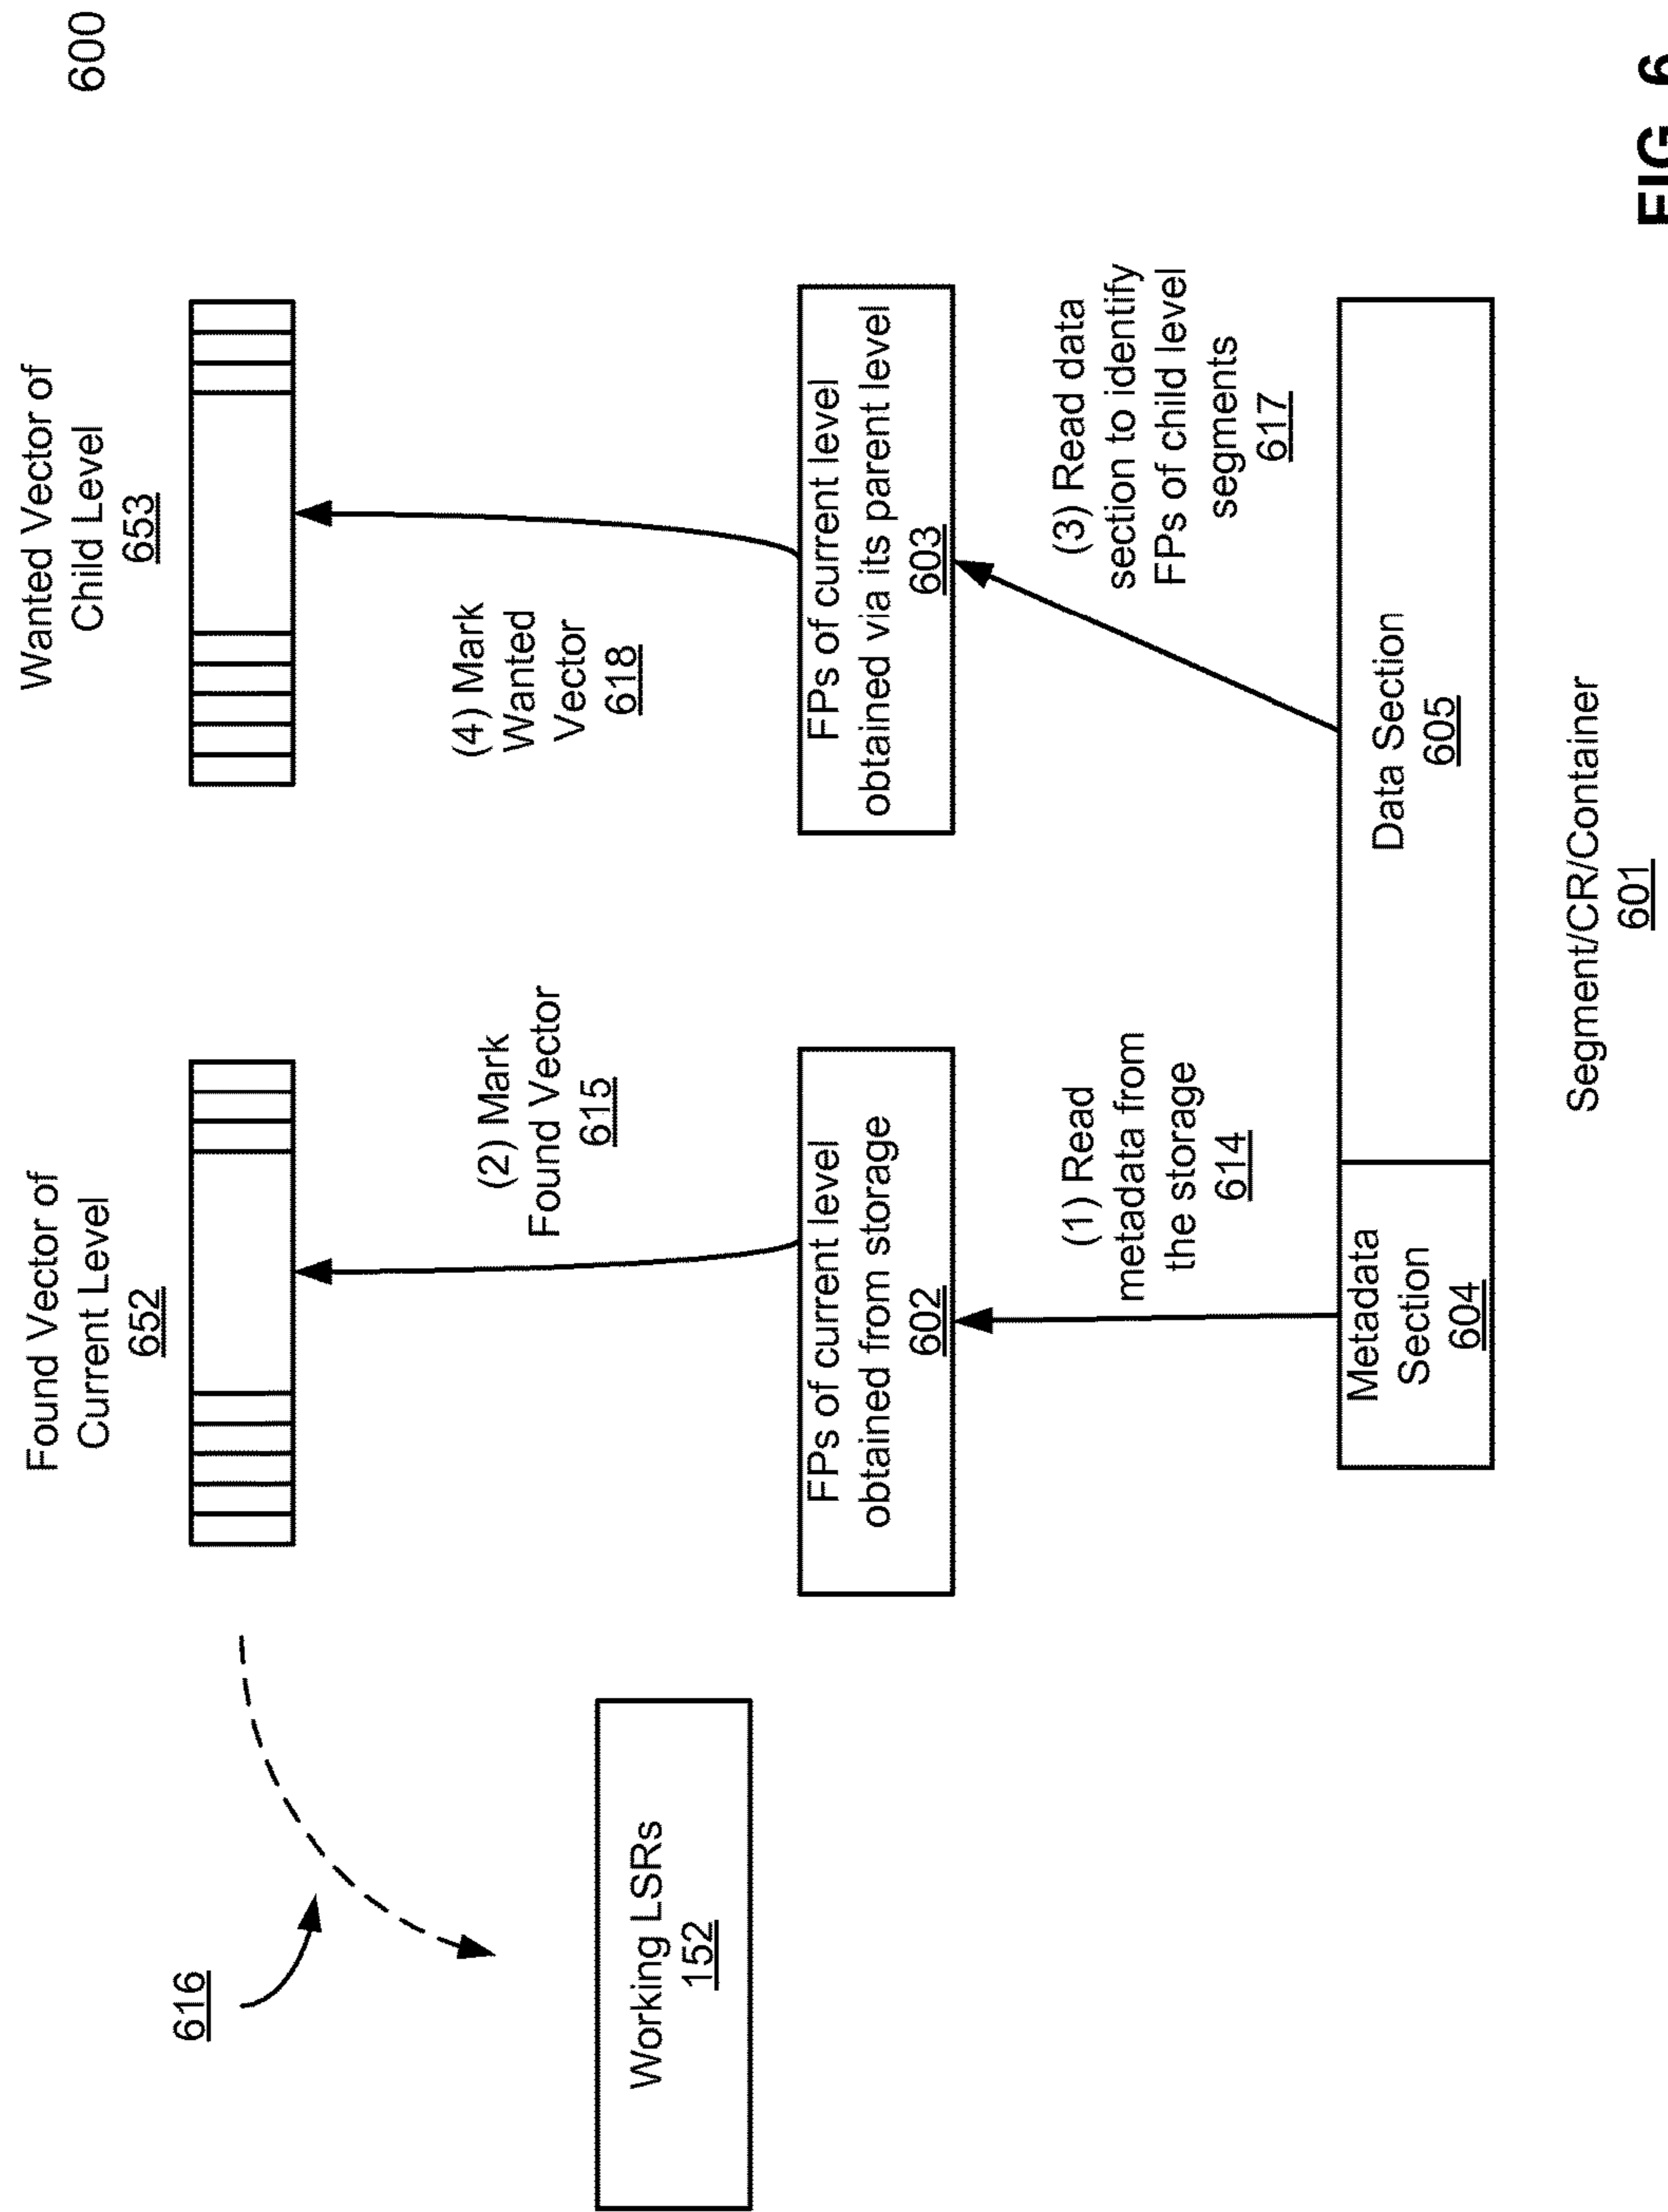 600
Found Vector of
Current Level
652
Wanted Vector of
Child Level
653
616
(2) Mark
Found Vector
615
(4) Mark
Wanted
Vector
618
Working LSRs
152
FPs of current level
obtained from storage
602
FPs of current level
obtained via its parent level
603
(1) Read
metadata from
the storage
614
(3) Read data
section to identify
FPs of child level
segments
617
Metadata
Section
604
Data Section
605
Segment/CR/Container
601
FIG. 6